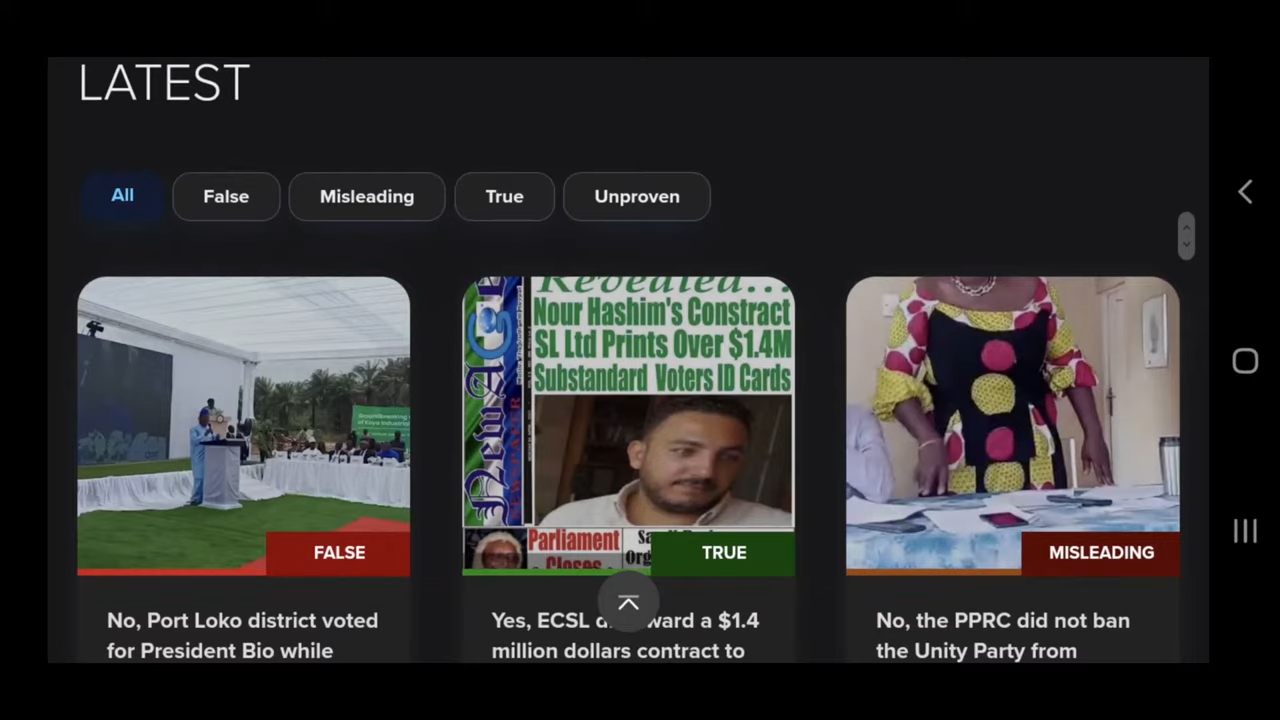 LATEST
All
False
Misleading
True
Unproven
Revealed...
Nour Hashim's Constract
SL Ltd Prints Over $1.4M
Substandard Voters ID Cards
Parliament
Closes
FALSE
TRUE
MISLEADING
No, Port Loko district voted
for President Bio while
Yes, ECSL d ward a $1.4
million dollars contract to
No, the PPRC did not ban
the Unity Party from